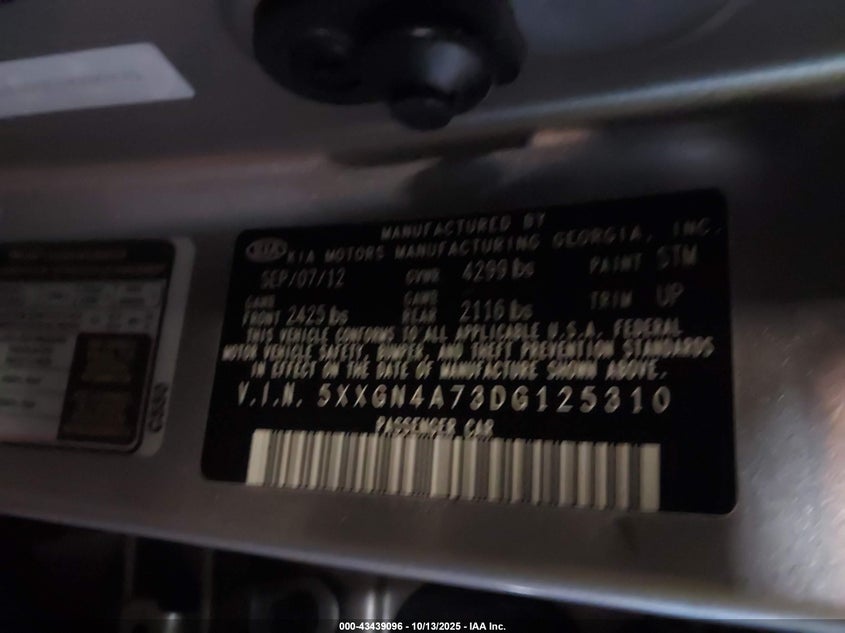 MANUFACTURED BY
KIA KIA MOTORS MANUFACTURING GEORGIA, INC.
SEP/07/12 GVWR 4299 lbs PAINT STM
GAWR FRONT 2425 lbs GAWR REAR 2116 lbs TRIM UP
THIS VEHICLE CONFORMS TO ALL APPLICABLE U.S.A. FEDERAL
MOTOR VEHICLE SAFETY, BUMPER, AND THEFT PREVENTION STANDARDS
IN EFFECT ON THE DATE OF MANUFACTURE SHOWN ABOVE.
V.I.N. 5XXGN4A73DG125310
PASSENGER CAR
000-43439096 - 10/13/2025 - IAA Inc.